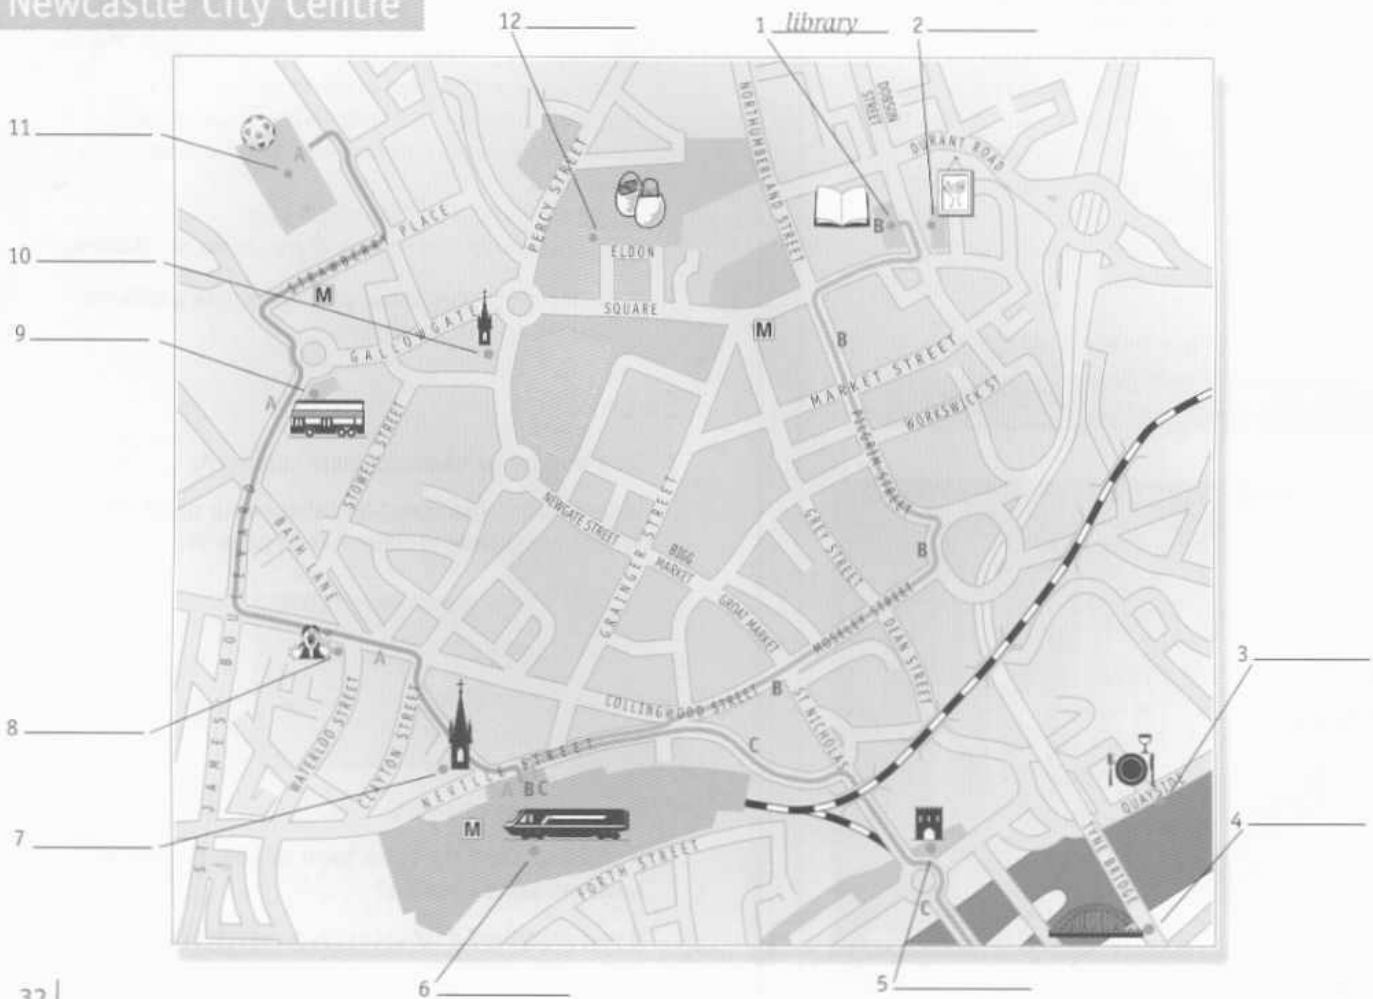 Newcastle City Centre
12
1 library
2
11
10
9
8
7
6
5
4
3
NORTHUMBERLAND STREET
DOBSON STREET
DURANT ROAD
PERCY STREET
STRAWBERRY PLACE
ELDON
SQUARE
GALLOWGATE
MARKET STREET
WORKSWICK ST
PILGRIM STREET
STOWELL STREET
BATH LANE
NEWGATE STREET
BIGG MARKET
GRAINGER STREET
GREY STREET
GROAT MARKET
MOSELEY STREET
DEAN STREET
COLLINGWOOD STREET
ST NICHOLAS
ST JAMES BOULEVARD
WATERLOO STREET
CLAYTON STREET
NEVILLE STREET
FORTH STREET
QUAYSIDE
TYNE BRIDGE
A
A
A
A
B
B
B
B
B C
C
C
M
M
M
32